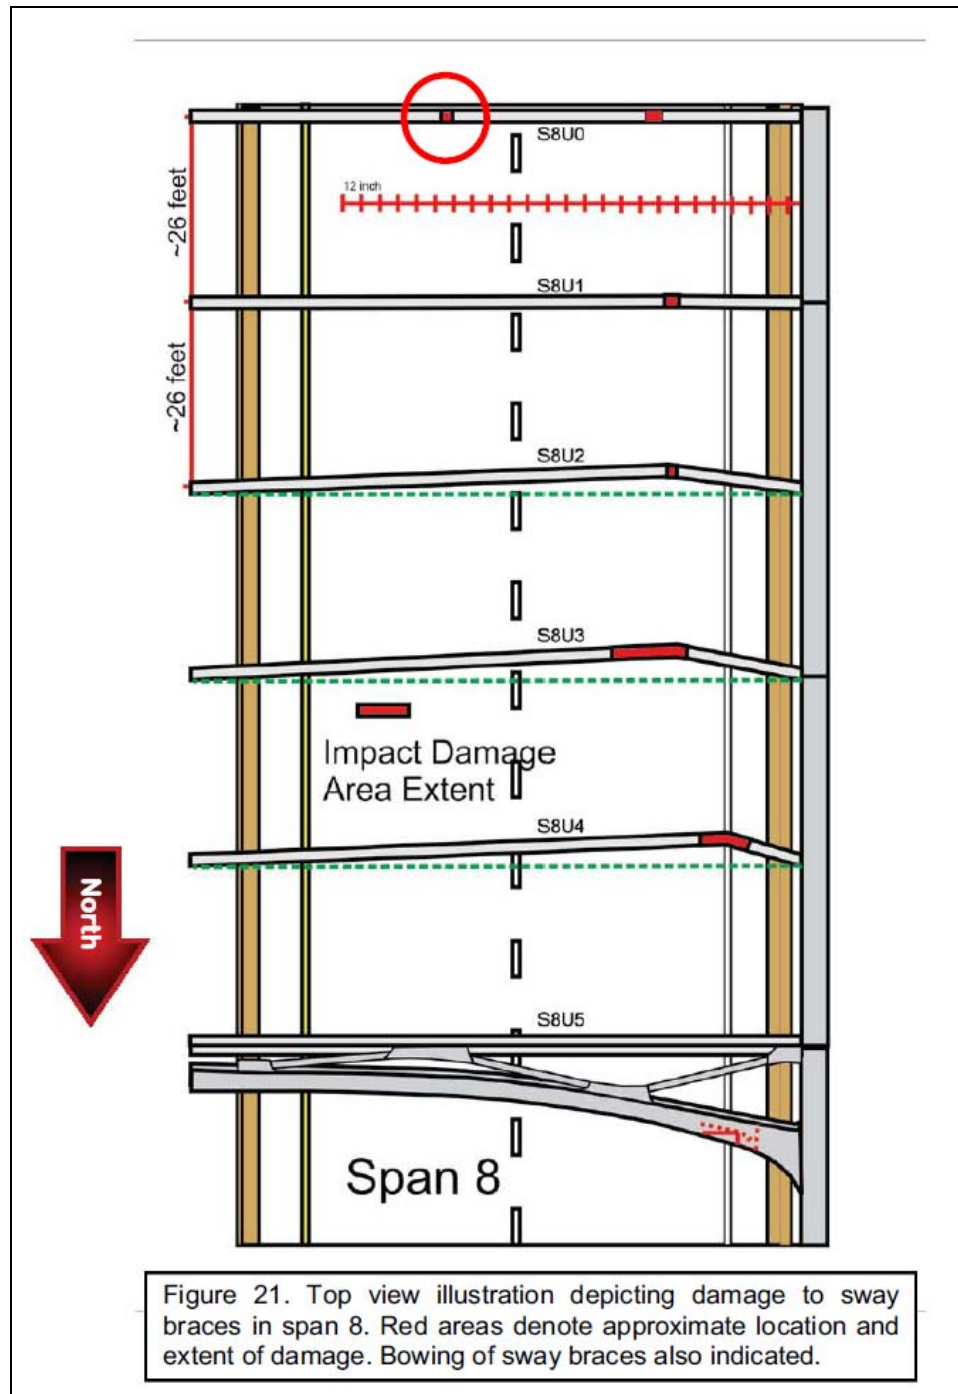 S8U0
~26 feet
12 inch
S8U1
~26 feet
S8U2
S8U3
Impact Damage
Area Extent
S8U4
North
S8U5
Span 8
Figure 21. Top view illustration depicting damage to sway
braces in span 8. Red areas denote approximate location and
extent of damage. Bowing of sway braces also indicated.